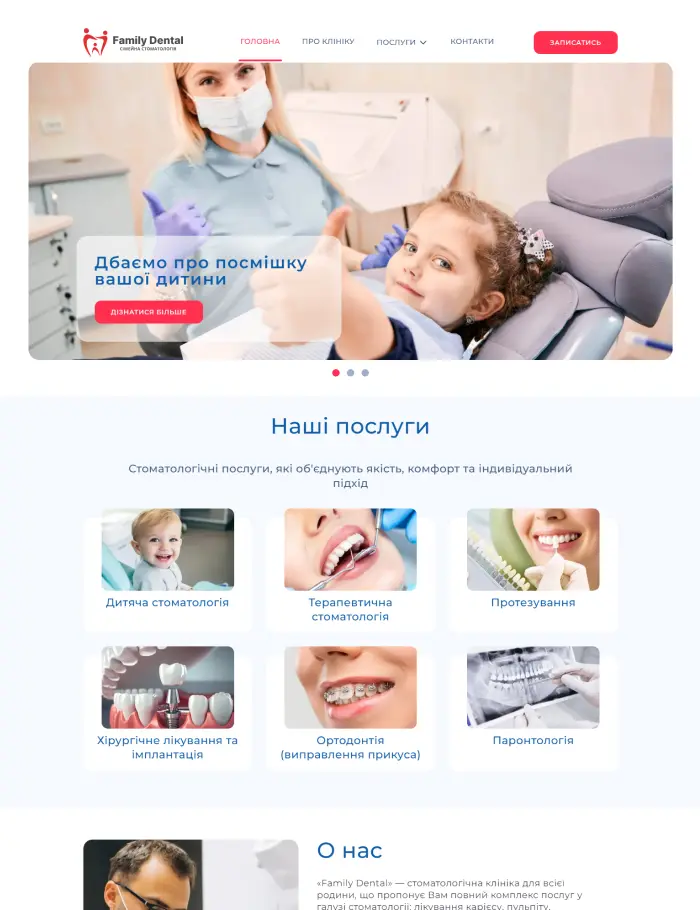 Family Dental
СІМЕЙНА СТОМАТОЛОГІЯ
ГОЛОВНА
ПРО КЛІНІКУ
ПОСЛУГИ
КОНТАКТИ
ЗАПИСАТИСЬ
Дбаємо про посмішку
вашої дитини
ДІЗНАТИСЯ БІЛЬШЕ
Наші послуги
Стоматологічні послуги, які об'єднують якість, комфорт та індивідуальний
підхід
Дитяча стоматологія
Терапевтична
стоматологія
Протезування
Хірургічне лікування та
імплантація
Ортодонтія
(виправлення прикуса)
Паронтологія
О нас
«Family Dental» — стоматологічна клініка для всієї
родини, що пропонує Вам повний комплекс послуг у
галузі стоматології: лікування карієсу, пульпіту,